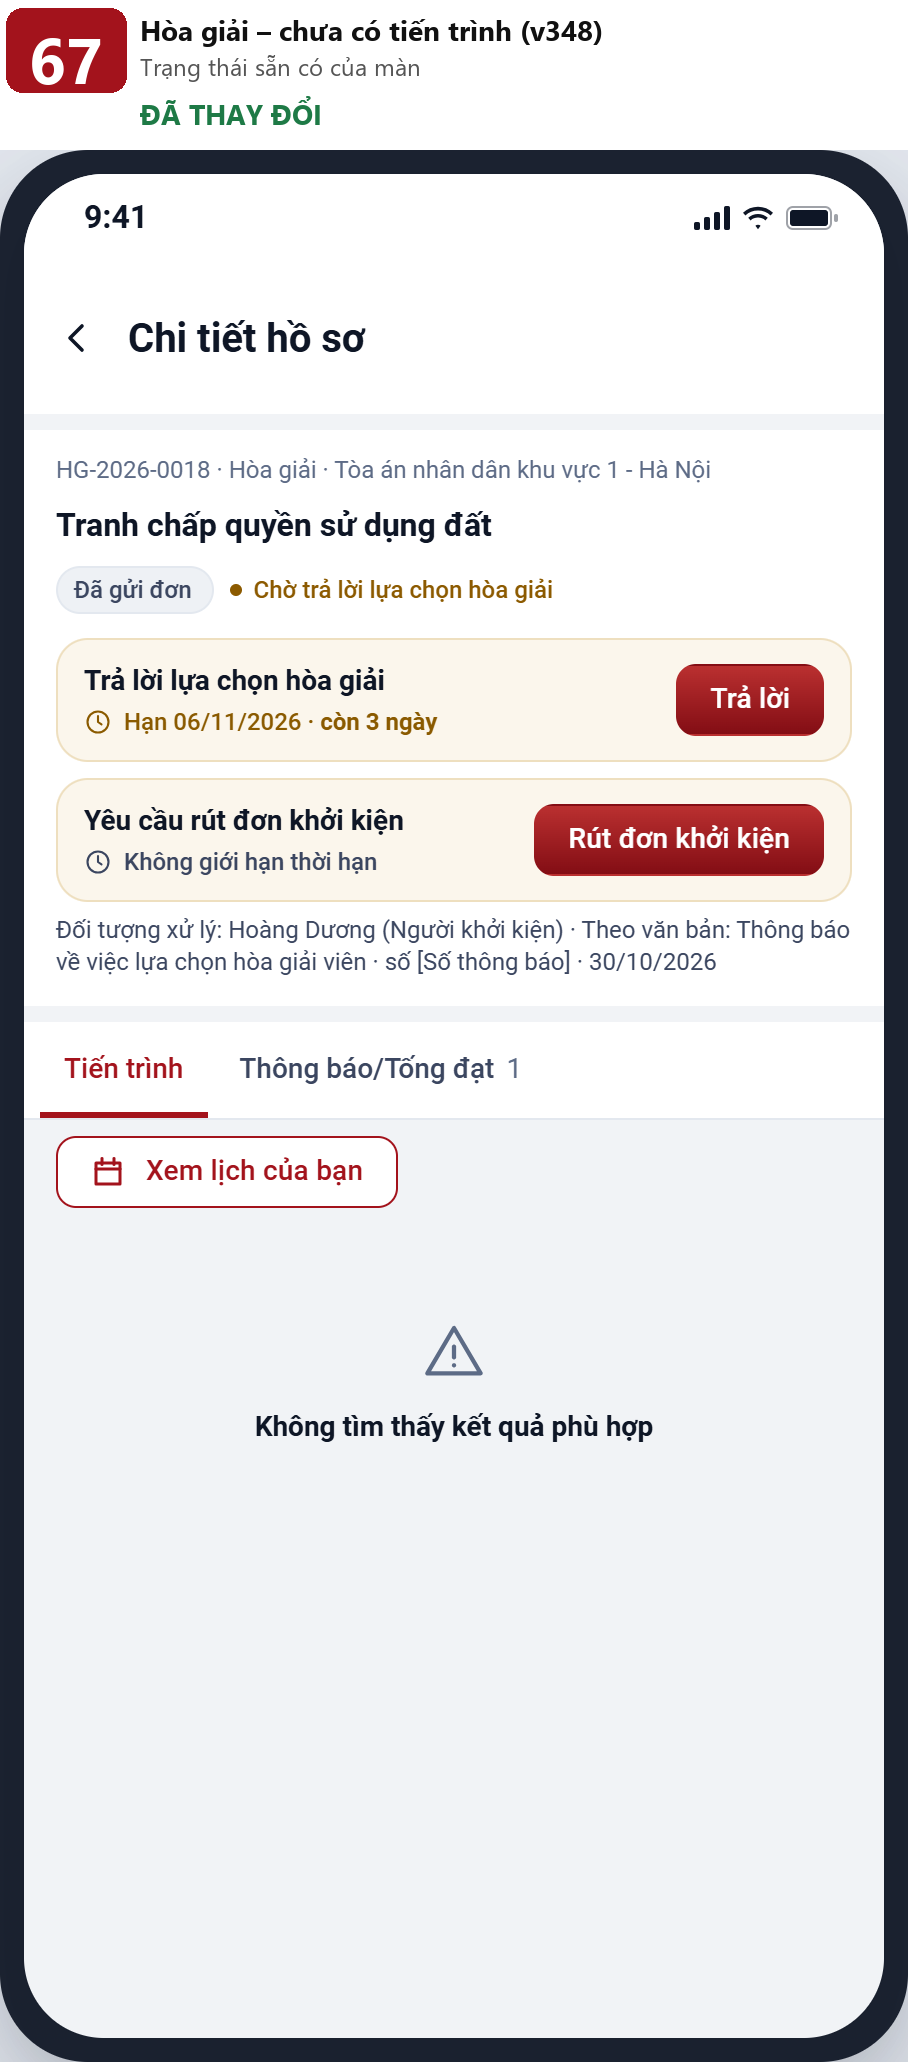 67
Hòa giải – chưa có tiến trình (v348)
Trạng thái sẵn có của màn
ĐÃ THAY ĐỔI
9:41
Chi tiết hồ sơ
HG-2026-0018 · Hòa giải · Tòa án nhân dân khu vực 1 - Hà Nội
Tranh chấp quyền sử dụng đất
Đã gửi đơn
Chờ trả lời lựa chọn hòa giải
Trả lời lựa chọn hòa giải
Hạn 06/11/2026 · còn 3 ngày
Trả lời
Yêu cầu rút đơn khởi kiện
Không giới hạn thời hạn
Rút đơn khởi kiện
Đối tượng xử lý: Hoàng Dương (Người khởi kiện) · Theo văn bản: Thông báo
về việc lựa chọn hòa giải viên · số [Số thông báo] · 30/10/2026
Tiến trình
Thông báo/Tống đạt 1
Xem lịch của bạn
Không tìm thấy kết quả phù hợp